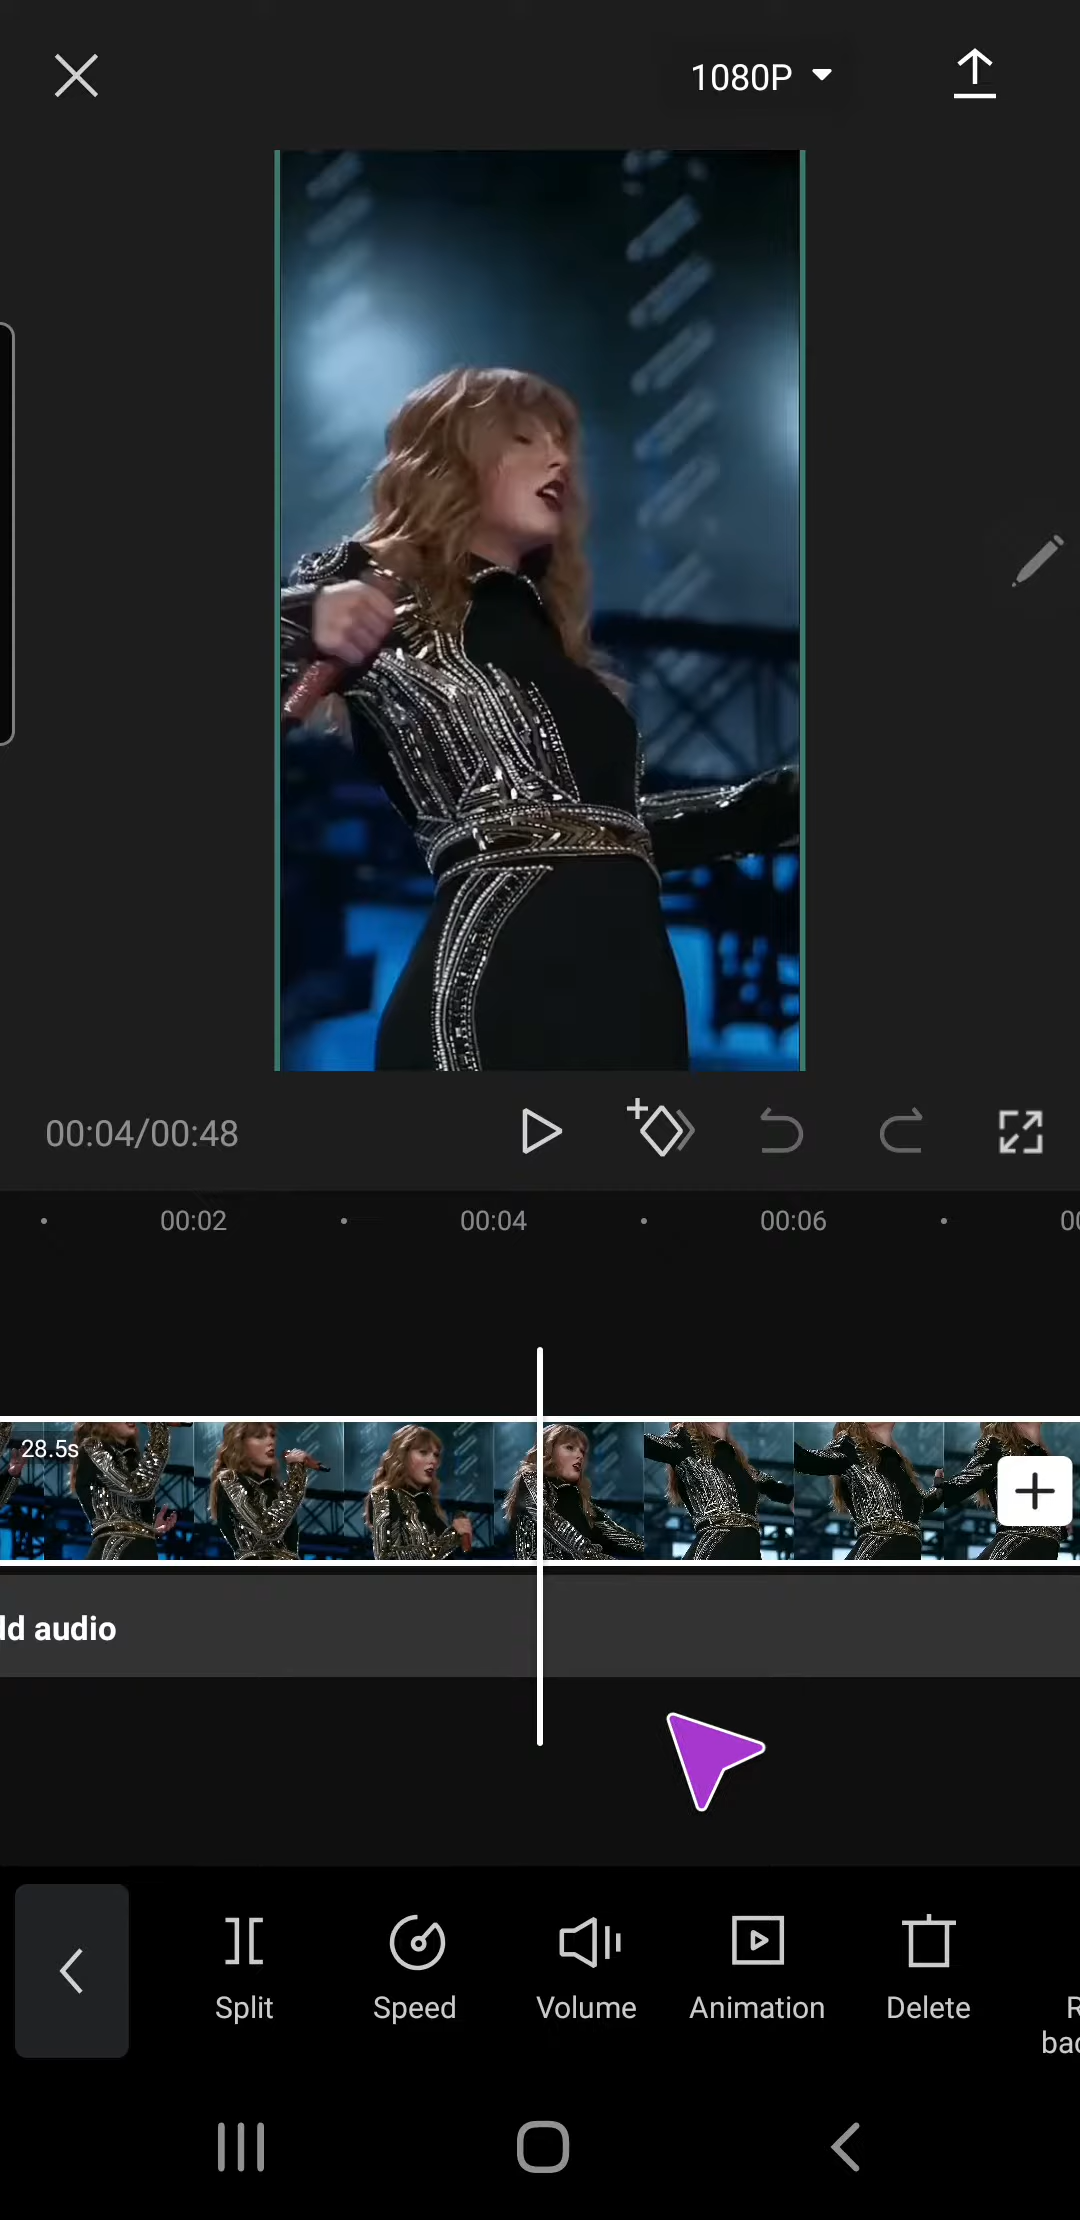 1080P
00:04/00:48
00:02 00:04 00:06
28.5s
audio
Split Speed Volume Animation Delete